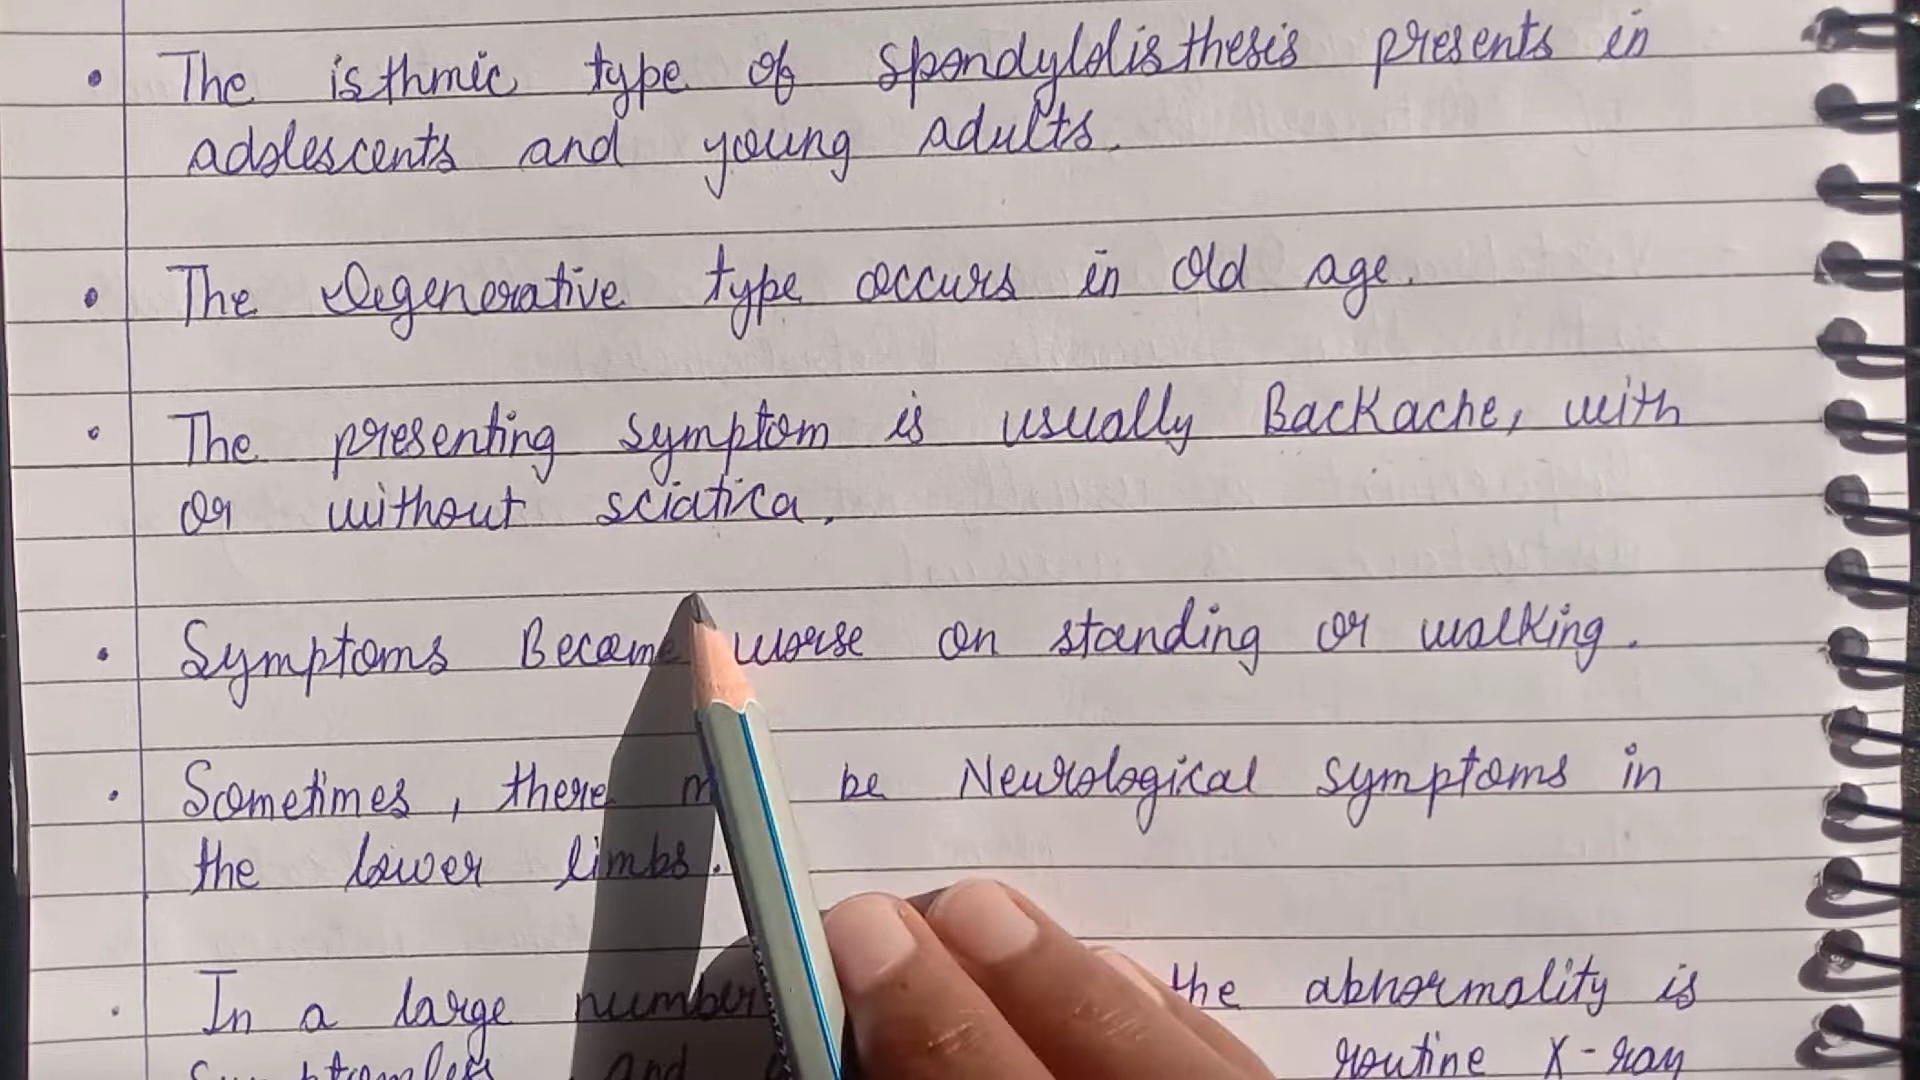 The isthmic type of spondylolisthesis presents in
adolescents and young adults.
The degenerative type occurs in old age.
The presenting symptom is usually Backache, with
or without sciatica.
Symptoms Become worse on standing or walking.
Sometimes, there be Neurological symptoms in
the lower limbs.
In a large number the abnormality is
and routine X-ray